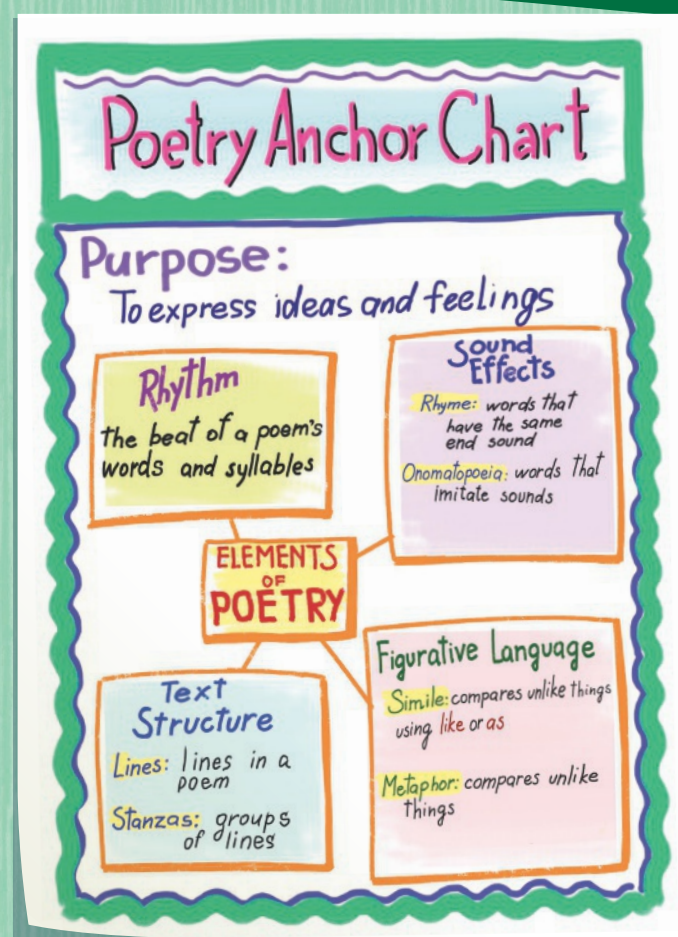 Poetry Anchor Chart
Purpose:
To express ideas and feelings
Rhythm
the beat of a poem's
words and syllables
Sound
Effects
Rhyme: words that
have the same
end sound
Onomatopoeia: words that
imitate sounds
ELEMENTS
OF
POETRY
Text
Structure
Lines: lines in a
poem
Stanzas: groups
of lines
Figurative Language
Simile: compares unlike things
using like or as
Metaphor: compares unlike
things